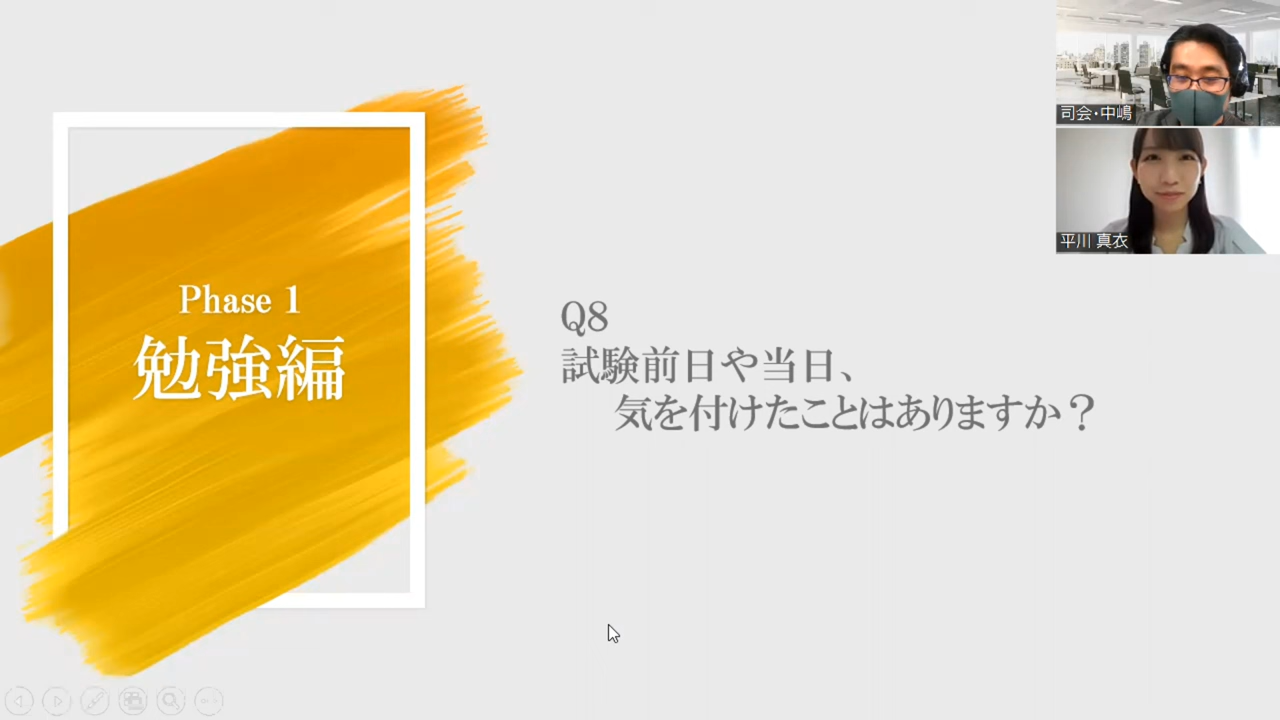 Phase 1
勉強編
Q8
試験前日や当日、
気を付けたことはありますか？
司会・中嶋
平川 真衣